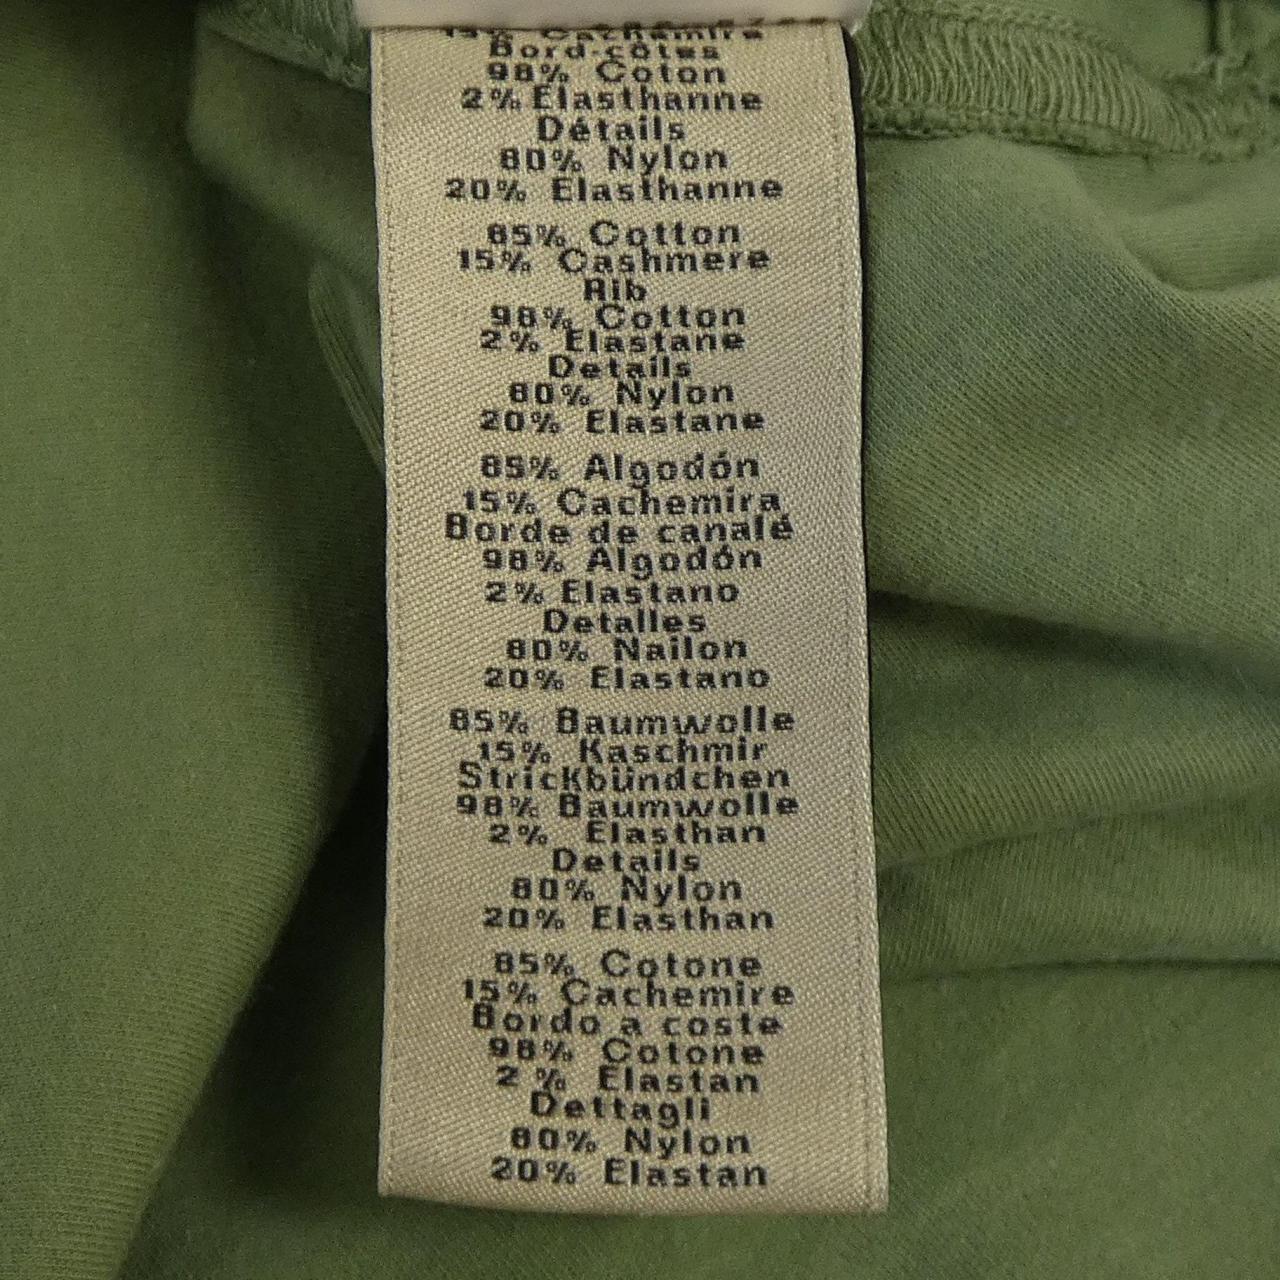 15% Cachemire
Bord-côtes
98% Coton
2% Elasthanne
Détails
80% Nylon
20% Elasthanne
85% Cotton
15% Cashmere
Rib
98% Cotton
2% Elastane
Details
80% Nylon
20% Elastane
85% Algodón
15% Cachemira
Borde de canalé
98% Algodón
2% Elastano
Detalles
80% Nailon
20% Elastano
85% Baumwolle
15% Kaschmir
Strickbündchen
98% Baumwolle
2% Elasthan
Details
80% Nylon
20% Elasthan
85% Cotone
15% Cachemire
Bordo a coste
98% Cotone
2% Elastan
Dettagli
80% Nylon
20% Elastan